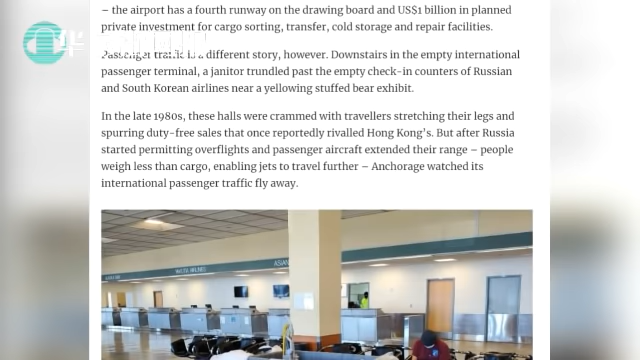 – the airport has a fourth runway on the drawing board and US$1 billion in planned
private investment for cargo sorting, transfer, cold storage and repair facilities.
Passenger traffic is a different story, however. Downstairs in the empty international
passenger terminal, a janitor trundled past the empty check-in counters of Russian
and South Korean airlines near a yellowing stuffed bear exhibit.
In the late 1980s, these halls were crammed with travellers stretching their legs and
spurring duty-free sales that once reportedly rivalled Hong Kong’s. But after Russia
started permitting overflights and passenger aircraft extended their range – people
weigh less than cargo, enabling jets to travel further – Anchorage watched its
international passenger traffic fly away.